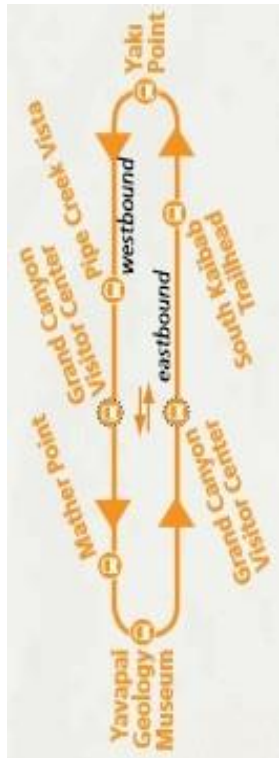 Yaki
Point
Pipe Creek Vista
westbound
Grand Canyon
Visitor Center
Mather Point
Yavapai
Geology
Museum
Grand Canyon
Visitor Center
eastbound
South Kaibab
Trailhead